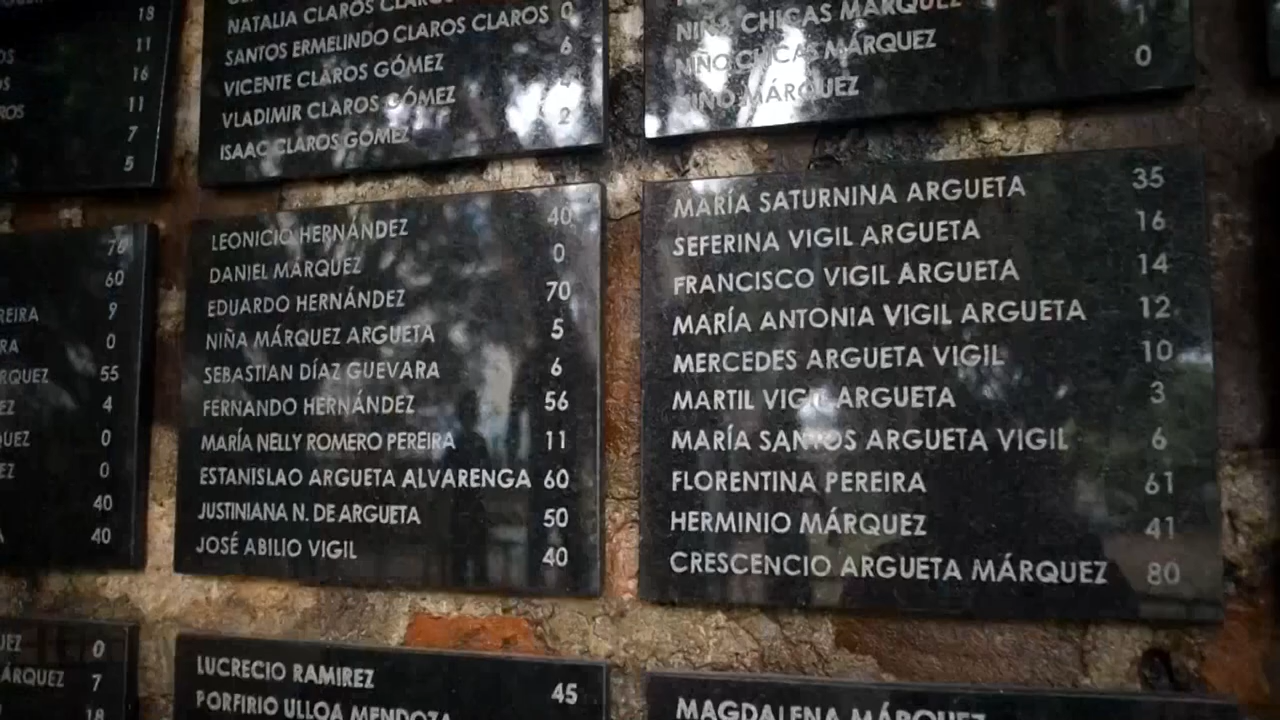 18
11
16
ROS 11
7
5
NATALIA CLAROS
SANTOS ERMELINDO CLAROS CLAROS 0
VICENTE CLAROS GÓMEZ 6
VLADIMIR CLAROS GÓMEZ 4
ISAAC CLAROS GÓMEZ 2
NIÑA CHICAS MÁRQUEZ 1
NIÑO CHICAS MÁRQUEZ 0
NIÑO MÁRQUEZ
70
60
REIRA 9
RA 0
RQUEZ 55
EZ 4
QUEZ 0
EZ 0
40
A 40
LEONICIO HERNÁNDEZ 40
DANIEL MÁRQUEZ 0
EDUARDO HERNÁNDEZ 70
NIÑA MÁRQUEZ ARGUETA 5
SEBASTIAN DÍAZ GUEVARA 6
FERNANDO HERNÁNDEZ 56
MARÍA NELLY ROMERO PEREIRA 11
ESTANISLAO ARGUETA ALVARENGA 60
JUSTINIANA N. DE ARGUETA 50
JOSÉ ABILIO VIGIL 40
MARÍA SATURNINA ARGUETA 35
SEFERINA VIGIL ARGUETA 16
FRANCISCO VIGIL ARGUETA 14
MARÍA ANTONIA VIGIL ARGUETA 12
MERCEDES ARGUETA VIGIL 10
MARTIL VIGIL ARGUETA 3
MARÍA SANTOS ARGUETA VIGIL 6
FLORENTINA PEREIRA 61
HERMINIO MÁRQUEZ 41
CRESCENCIO ARGUETA MÁRQUEZ 80
UEZ 0
ÁRQUEZ 7
18
LUCRECIO RAMIREZ 45
PORFIRIO ULLOA MENDOZA
MAGDALENA MÁRQUEZ